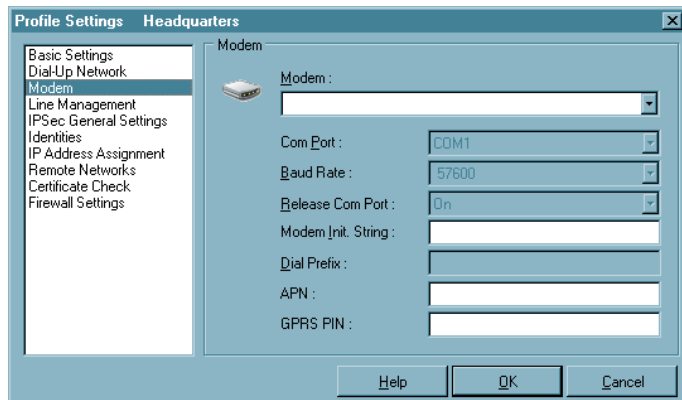 Profile Settings Headquarters
Basic Settings
Dial-Up Network
Modem
Line Management
IPSec General Settings
Identities
IP Address Assignment
Remote Networks
Certificate Check
Firewall Settings
Modem
Modem :
Com Port : COM1
Baud Rate : 57600
Release Com Port : On
Modem Init. String :
Dial Prefix :
APN :
GPRS PIN :
Help OK Cancel